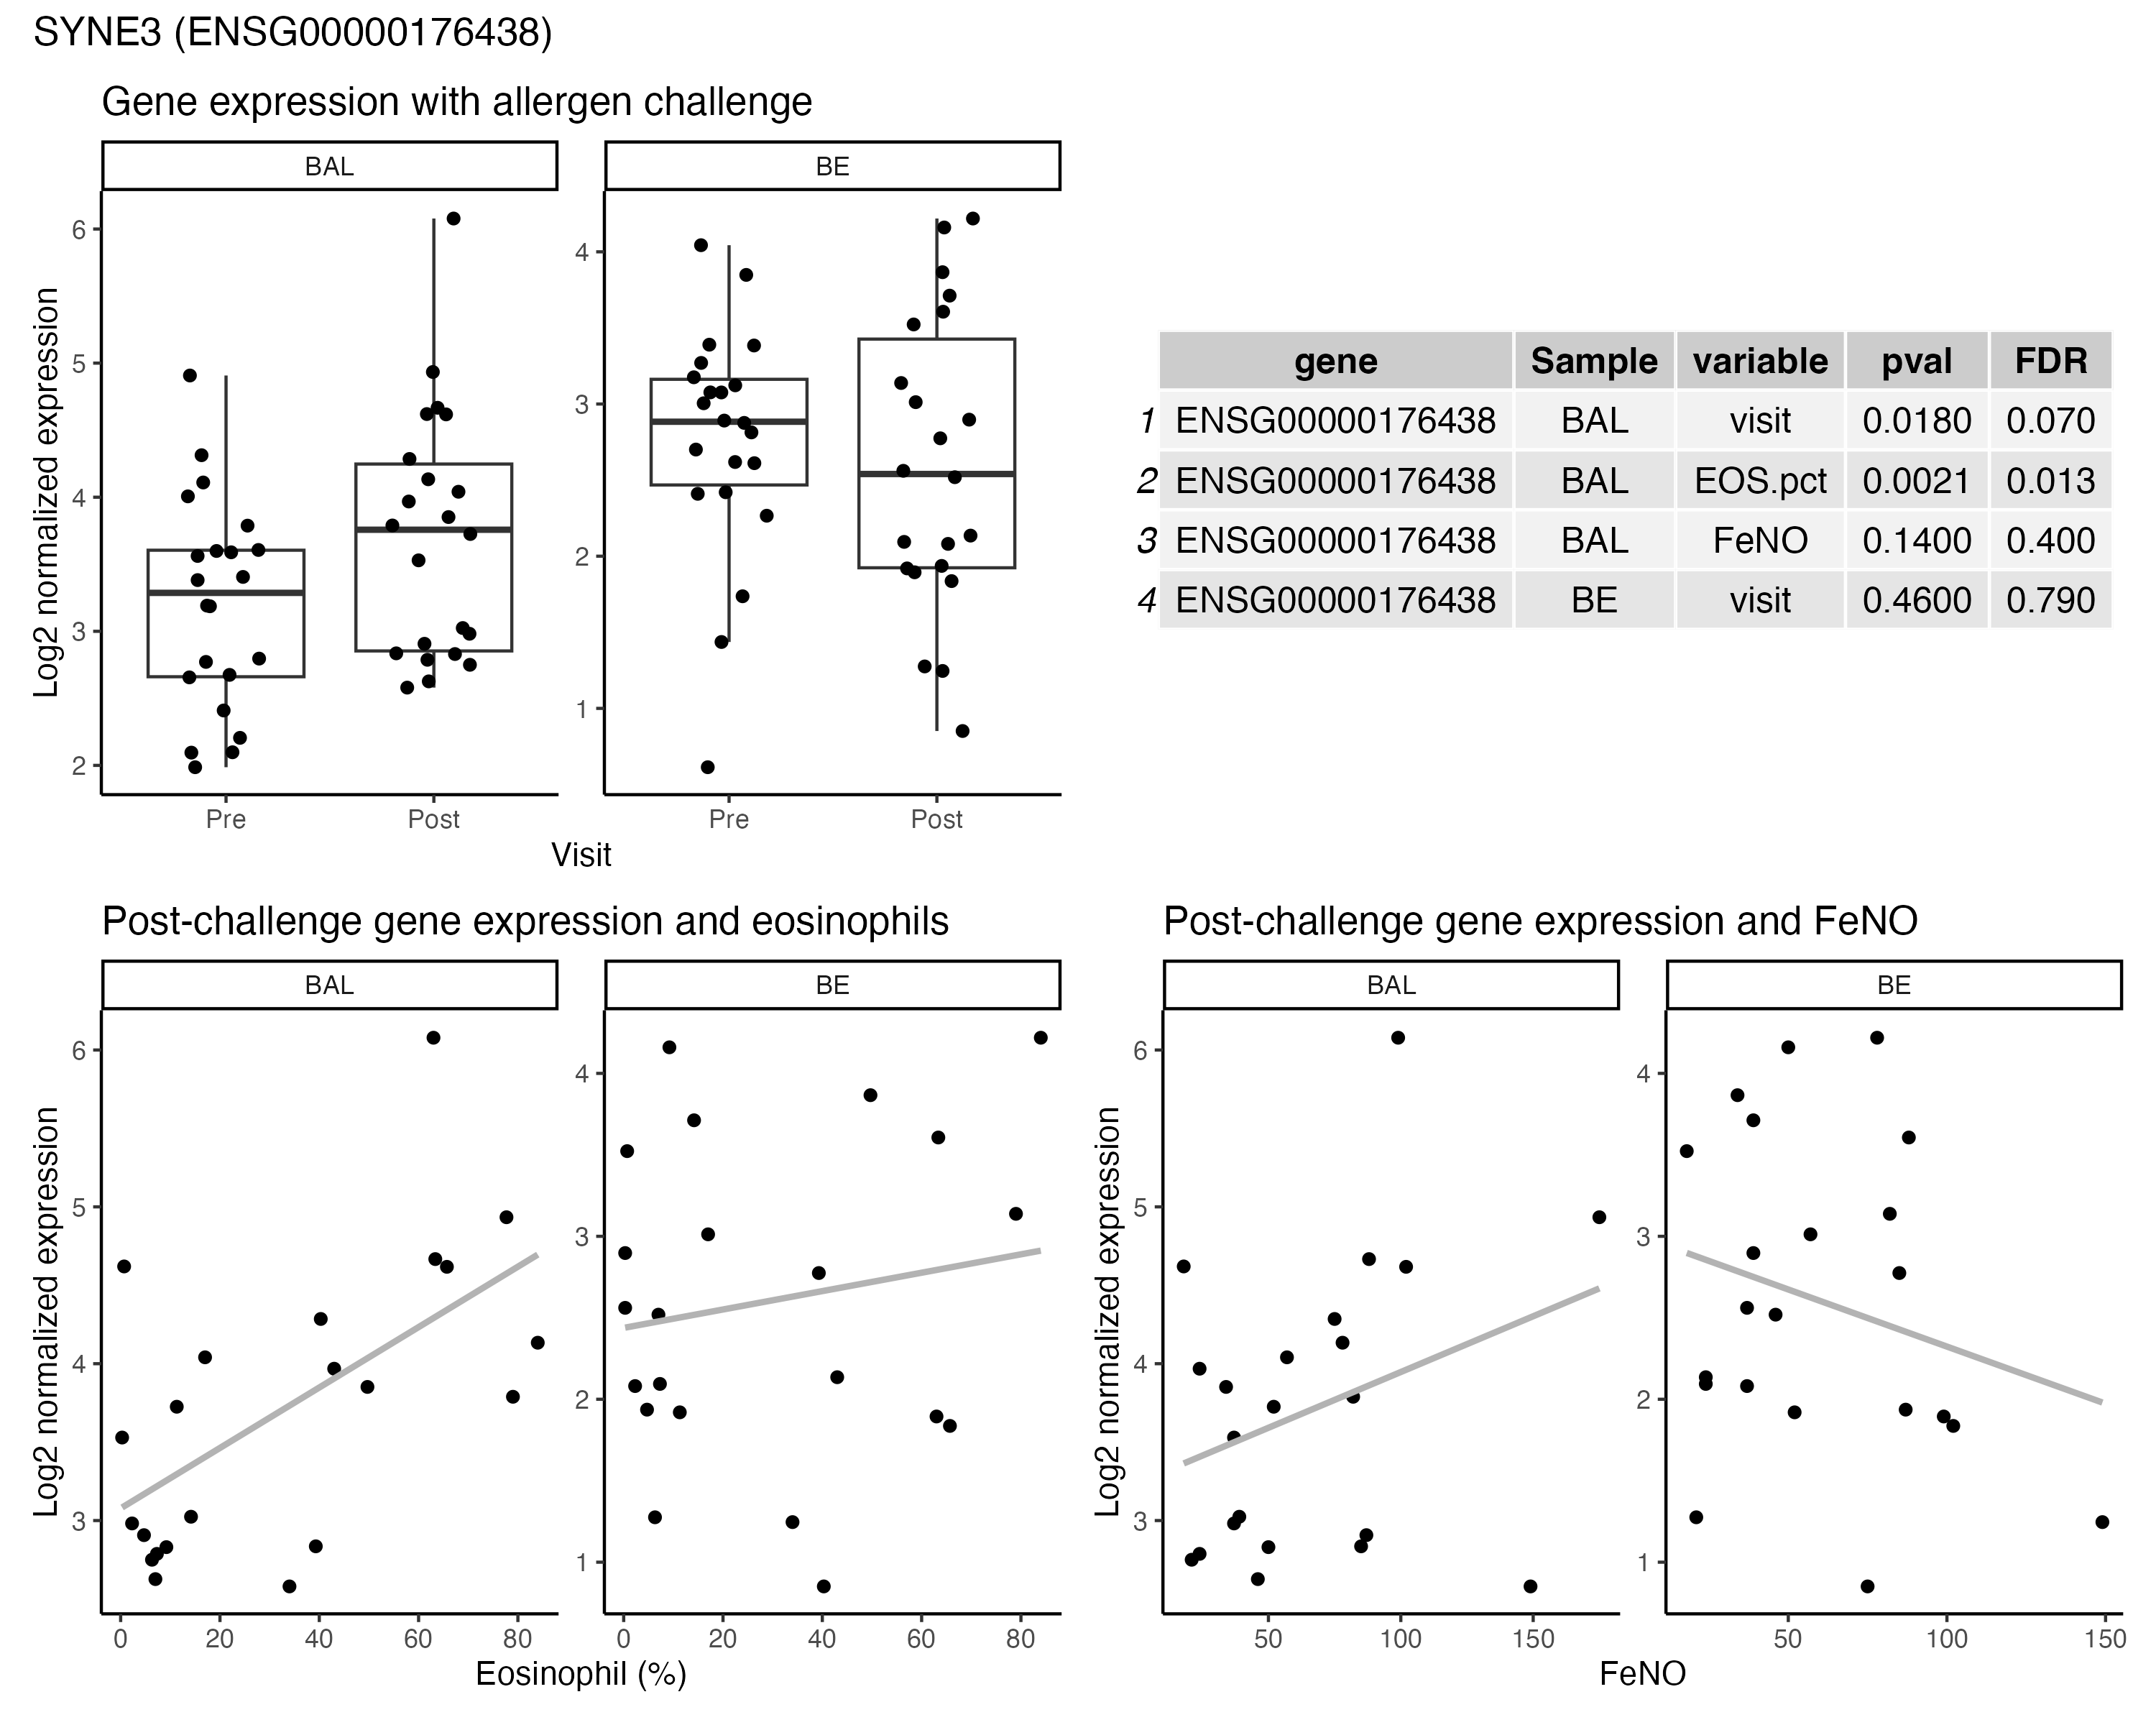 SYNE3 (ENSG00000176438)
Gene expression with allergen challenge
BAL
BE
Log2 normalized expression
6
5
4
3
2
4
3
2
1
Pre
Post
Pre
Post
Visit
gene Sample variable pval FDR
1 ENSG00000176438 BAL visit 0.0180 0.070
2 ENSG00000176438 BAL EOS.pct 0.0021 0.013
3 ENSG00000176438 BAL FeNO 0.1400 0.400
4 ENSG00000176438 BE visit 0.4600 0.790
Post-challenge gene expression and eosinophils
BAL
BE
Log2 normalized expression
6
5
4
3
4
3
2
1
0 20 40 60 80
0 20 40 60 80
Eosinophil (%)
Post-challenge gene expression and FeNO
BAL
BE
Log2 normalized expression
6
5
4
3
4
3
2
1
50 100 150
50 100 150
FeNO